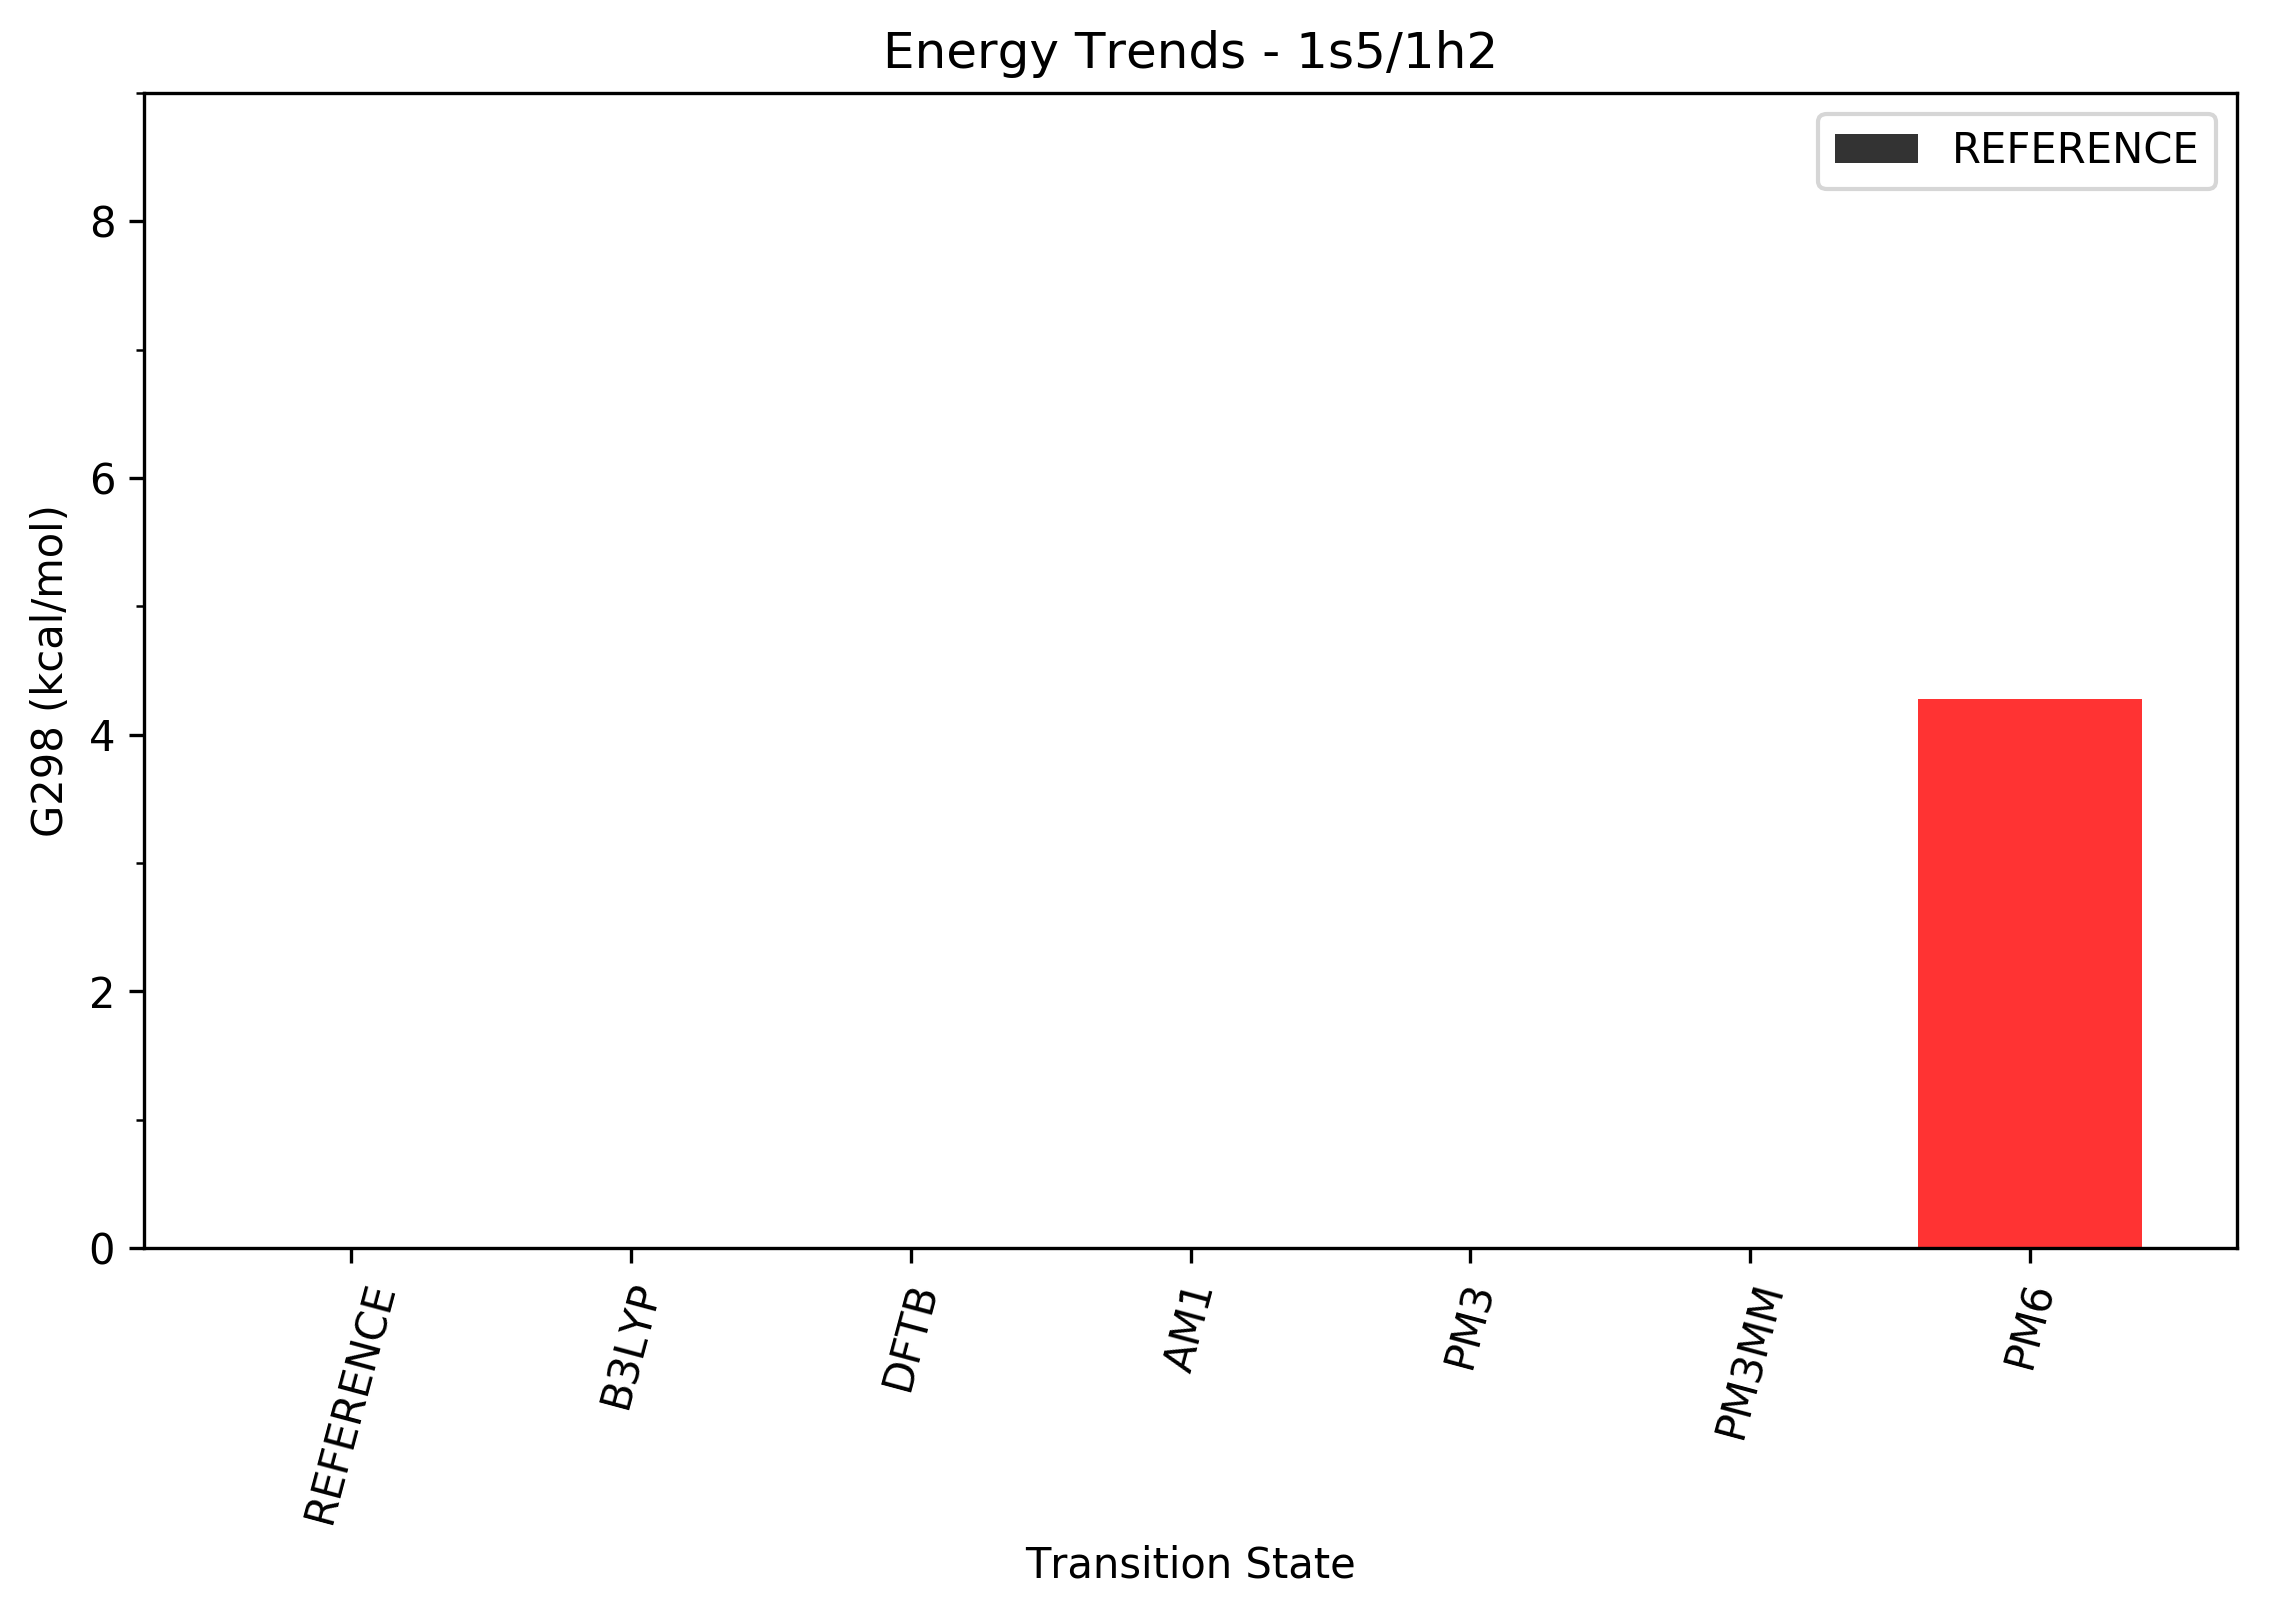 Energy Trends - 1s5/1h2
REFERENCE
G298 (kcal/mol)
8
6
4
2
0
REFERENCE
B3LYP
DFTB
AM1
PM3
PM3MM
PM6
Transition State